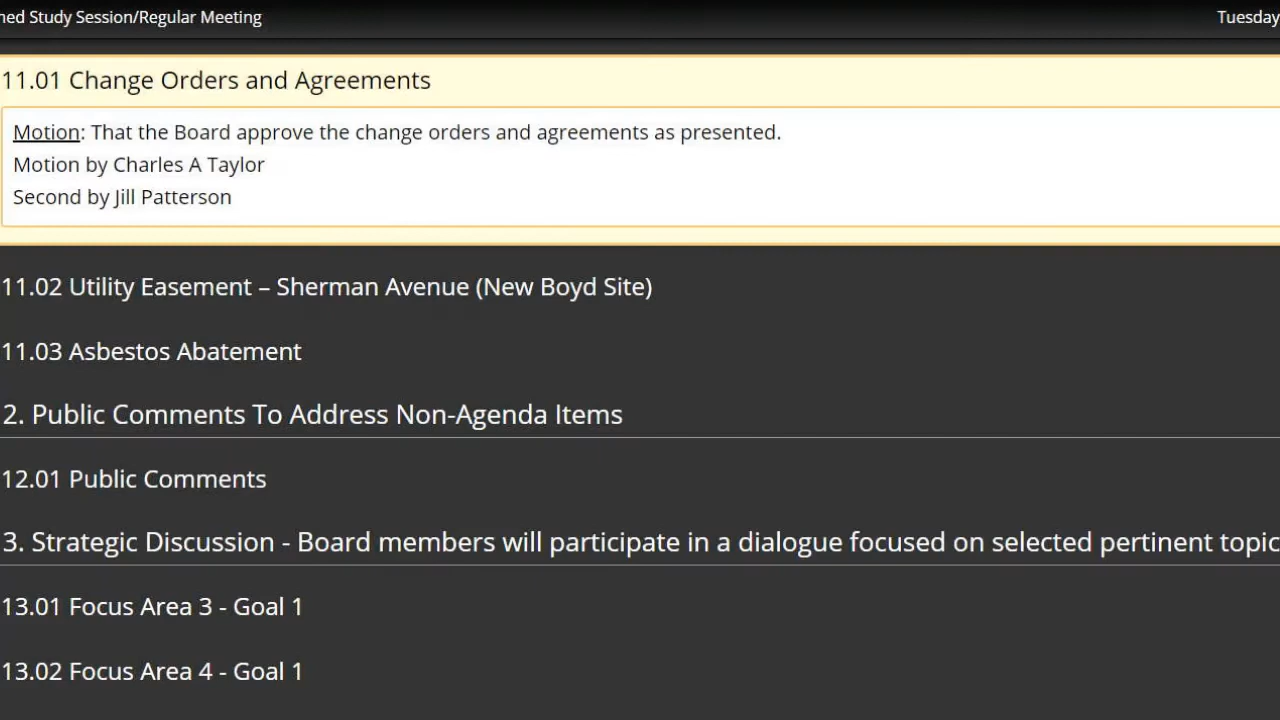 ned Study Session/Regular Meeting
Tuesday
11.01 Change Orders and Agreements
Motion: That the Board approve the change orders and agreements as presented.
Motion by Charles A Taylor
Second by Jill Patterson
11.02 Utility Easement – Sherman Avenue (New Boyd Site)
11.03 Asbestos Abatement
2. Public Comments To Address Non-Agenda Items
12.01 Public Comments
3. Strategic Discussion - Board members will participate in a dialogue focused on selected pertinent topic
13.01 Focus Area 3 - Goal 1
13.02 Focus Area 4 - Goal 1